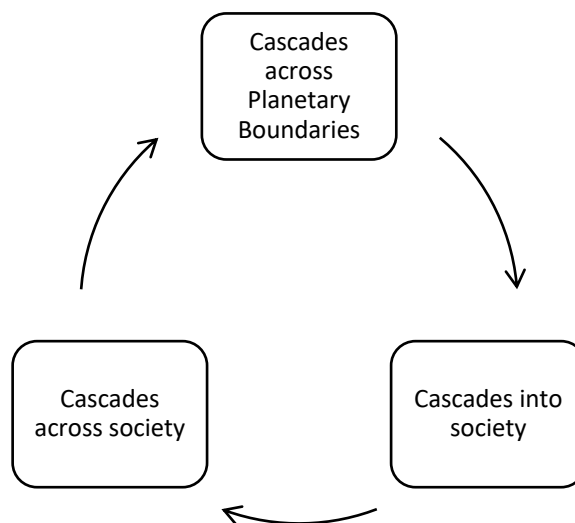 Cascades
across
Planetary
Boundaries
Cascades
across society
Cascades into
society